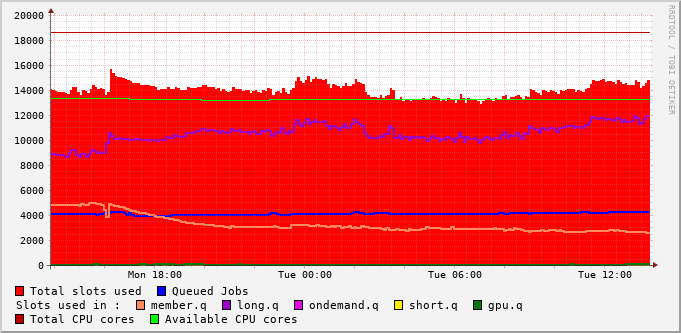 20000
18000
16000
14000
12000
10000
8000
6000
4000
2000
0
Mon 18:00 Tue 00:00 Tue 06:00 Tue 12:00
Total slots used Queued Jobs
Slots used in : member.q long.q ondemand.q short.q gpu.q
Total CPU cores Available CPU cores
RRDTOOL / TOBI OETIKER